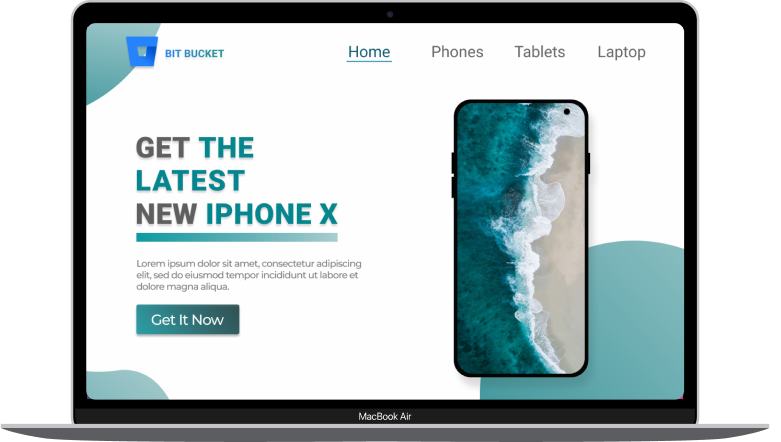 BIT BUCKET
Home Phones Tablets Laptop
GET THE
LATEST
NEW IPHONE X
Lorem ipsum dolor sit amet, consectetur adipiscing
elit, sed do eiusmod tempor incididunt ut labore et
dolore magna aliqua.
Get It Now
MacBook Air